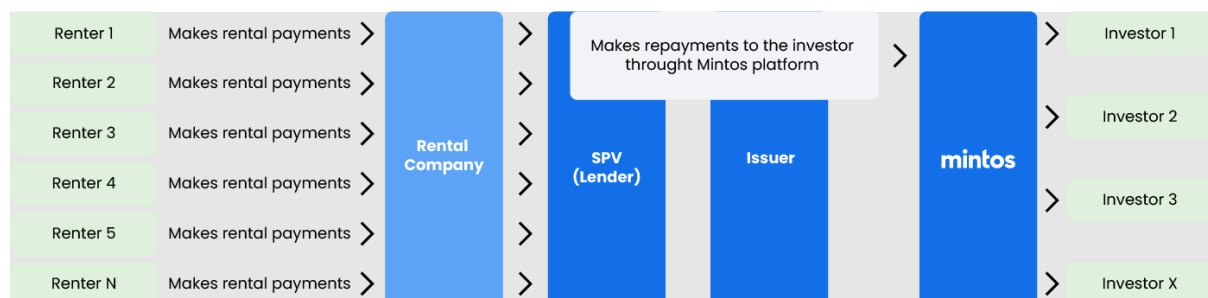 Renter 1
Makes rental payments
Renter 2
Makes rental payments
Renter 3
Makes rental payments
Renter 4
Makes rental payments
Renter 5
Makes rental payments
Renter N
Makes rental payments
Rental
Company
SPV
(Lender)
Issuer
Makes repayments to the investor
throught Mintos platform
mintos
Investor 1
Investor 2
Investor 3
Investor X